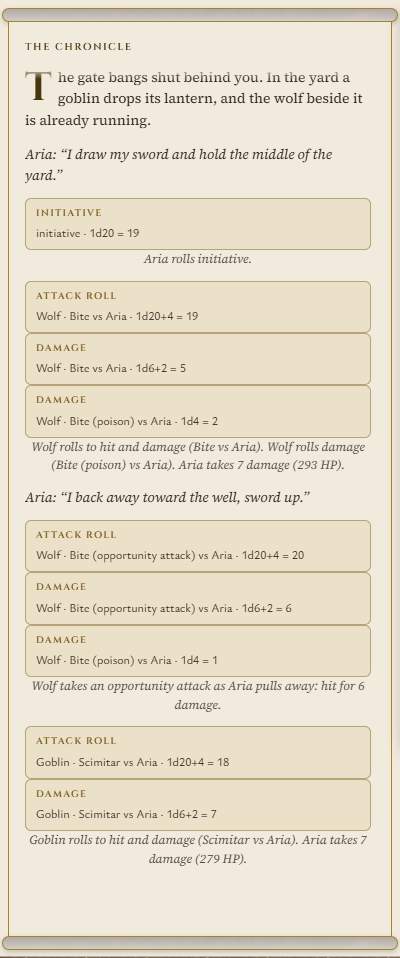 THE CHRONICLE
The gate bangs shut behind you. In the yard a
goblin drops its lantern, and the wolf beside it
is already running.
Aria: “I draw my sword and hold the middle of the
yard.”
INITIATIVE
initiative · 1d20 = 19
Aria rolls initiative.
ATTACK ROLL
Wolf · Bite vs Aria · 1d20+4 = 19
DAMAGE
Wolf · Bite vs Aria · 1d6+2 = 5
DAMAGE
Wolf · Bite (poison) vs Aria · 1d4 = 2
Wolf rolls to hit and damage (Bite vs Aria). Wolf rolls damage
(Bite (poison) vs Aria). Aria takes 7 damage (293 HP).
Aria: “I back away toward the well, sword up.”
ATTACK ROLL
Wolf · Bite (opportunity attack) vs Aria · 1d20+4 = 20
DAMAGE
Wolf · Bite (opportunity attack) vs Aria · 1d6+2 = 6
DAMAGE
Wolf · Bite (poison) vs Aria · 1d4 = 1
Wolf takes an opportunity attack as Aria pulls away: hit for 6
damage.
ATTACK ROLL
Goblin · Scimitar vs Aria · 1d20+4 = 18
DAMAGE
Goblin · Scimitar vs Aria · 1d6+2 = 7
Goblin rolls to hit and damage (Scimitar vs Aria). Aria takes 7
damage (279 HP).